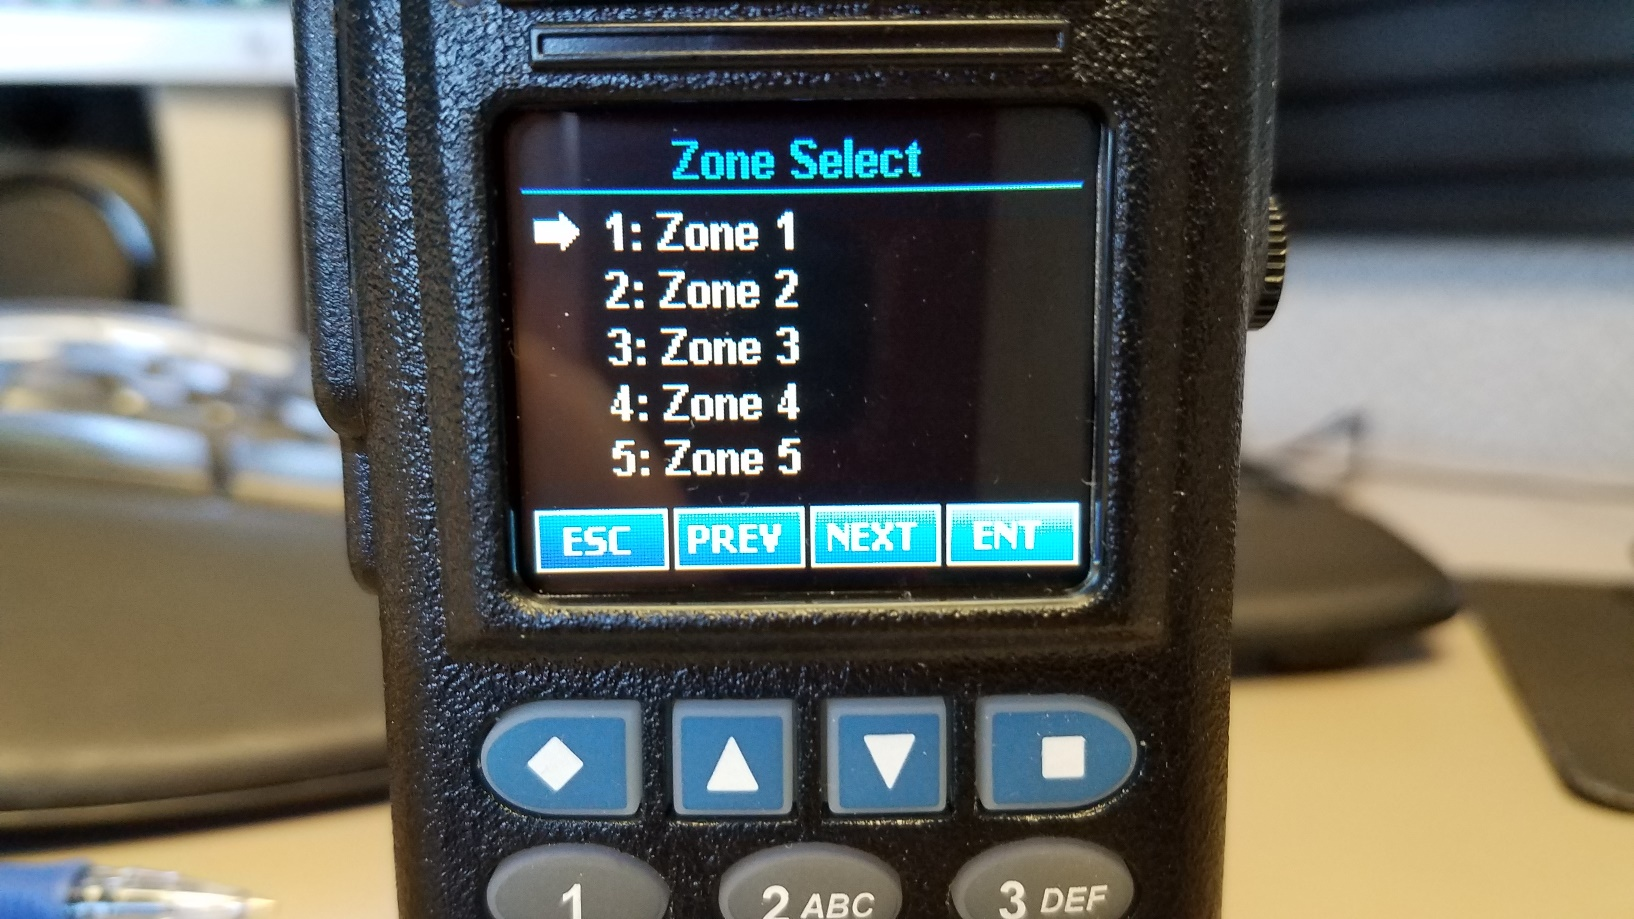 Zone Select
1: Zone 1
2: Zone 2
3: Zone 3
4: Zone 4
5: Zone 5
ESC PREV NEXT ENT
1 2 ABC 3 DEF